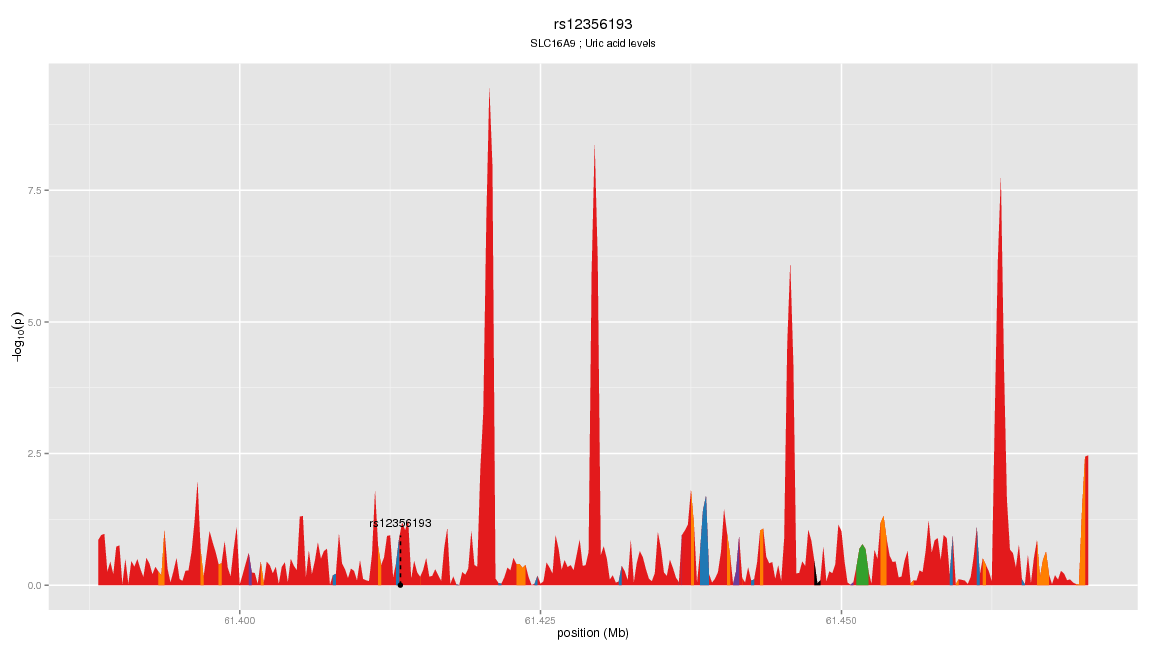 rs12356193
SLC16A9 ; Uric acid levels
7.5
5.0
2.5
0.0
−log10(p)
rs12356193
61.400
61.425
61.450
position (Mb)